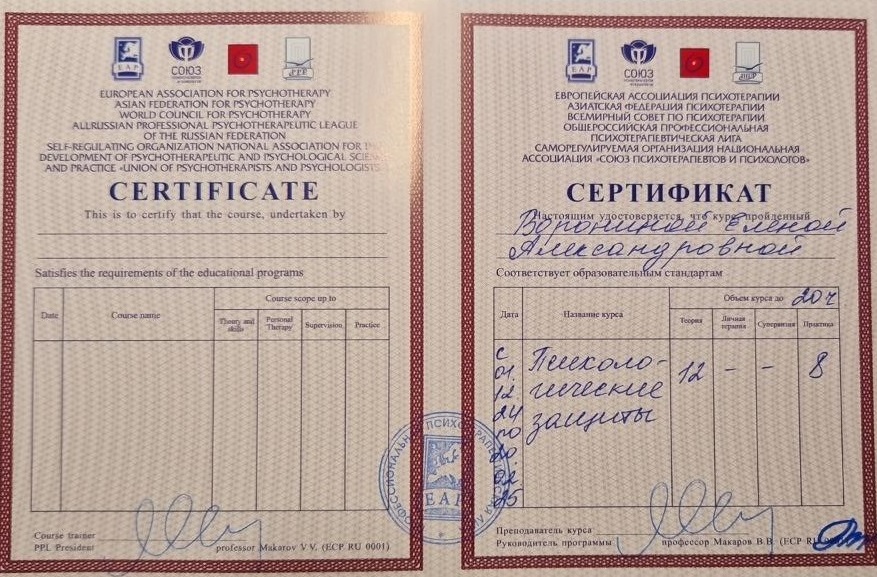 EAP
СОЮЗ
EUROPEAN ASSOCIATION FOR PSYCHOTHERAPY
ASIAN FEDERATION FOR PSYCHOTHERAPY
WORLD COUNCIL FOR PSYCHOTHERAPY
ALLRUSSIAN PROFESSIONAL PSYCHOTHERAPEUTIC LEAGUE
OF THE RUSSIAN FEDERATION
SELF-REGULATING ORGANIZATION NATIONAL ASSOCIATION FOR
DEVELOPMENT OF PSYCHOTHERAPEUTIC AND PSYCHOLOGICAL SCIEN
AND PRACTICE «UNION OF PSYCHOTHERAPISTS AND PSYCHOLOGISTS
CERTIFICATE
This is to certify that the course, undertaken by
Satisfies the requirements of the educational programs
Date
Course name
Course scope up to
Theory and skills
Personal Therapy
Supervision
Practice
Course trainer
PPL President
professor Makarov V.V. (ECP RU 0001)
EAP
СОЮЗ
ЕВРОПЕЙСКАЯ АССОЦИАЦИЯ ПСИХОТЕРАПИИ
АЗИАТСКАЯ ФЕДЕРАЦИЯ ПСИХОТЕРАПИИ
ВСЕМИРНЫЙ СОВЕТ ПО ПСИХОТЕРАПИИ
ОБЩЕРОССИЙСКАЯ ПРОФЕССИОНАЛЬНАЯ
ПСИХОТЕРАПЕВТИЧЕСКАЯ ЛИГА
САМОРЕГУЛИРУЕМАЯ ОРГАНИЗАЦИЯ НАЦИОНАЛЬНАЯ
АССОЦИАЦИЯ «СОЮЗ ПСИХОТЕРАПЕВТОВ И ПСИХОЛОГОВ»
СЕРТИФИКАТ
Настоящим удостоверяется, что курс, пройденный
Ворониной Еленой
Александровной
Соответствует образовательным стандартам
Дата
Название курса
Объем курса до 20 ч
Теория
Личная терапия
Супервизия
Практика
с 01.12.24 по 20.02.25
Психоло-
гические
защиты
12 – – 8
Преподаватель курса
Руководитель программы
профессор Макаров В.В. (ECP RU
EAP